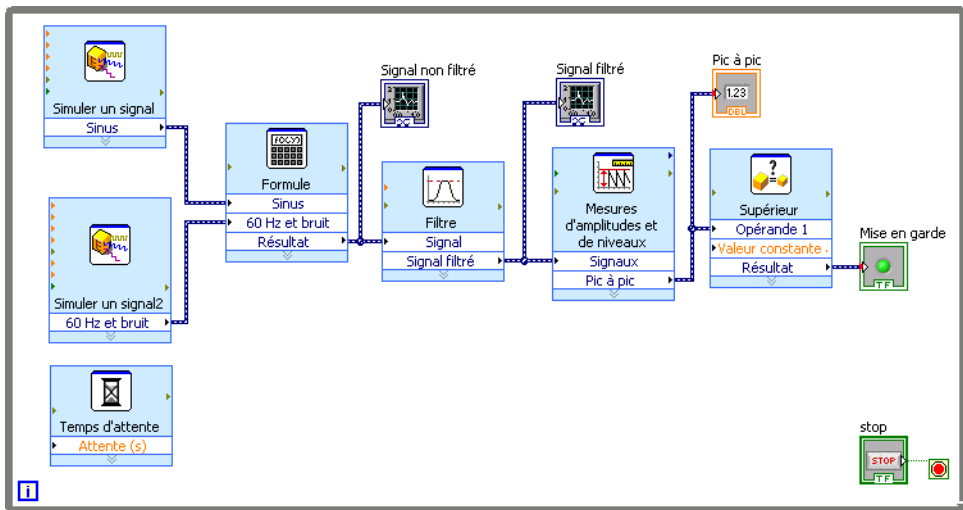 Simuler un signal
Sinus
Simuler un signal2
60 Hz et bruit
Temps d'attente
Attente (s)
i
f(x,y)
Formule
Sinus
60 Hz et bruit
Résultat
Signal non filtré
Filtre
Signal
Signal filtré
Signal filtré
Mesures
d'amplitudes et
de niveaux
Signaux
Pic à pic
Pic à pic
1.23
DBL
?
Supérieur
Opérande 1
Valeur constante
Résultat
Mise en garde
TF
stop
STOP
TF